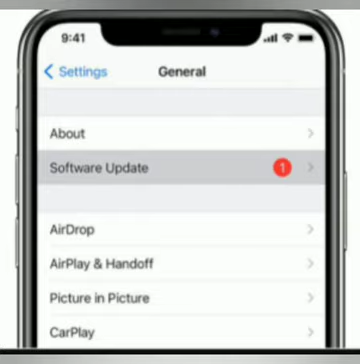 9:41
Settings
General
About
Software Update
1
AirDrop
AirPlay & Handoff
Picture in Picture
CarPlay